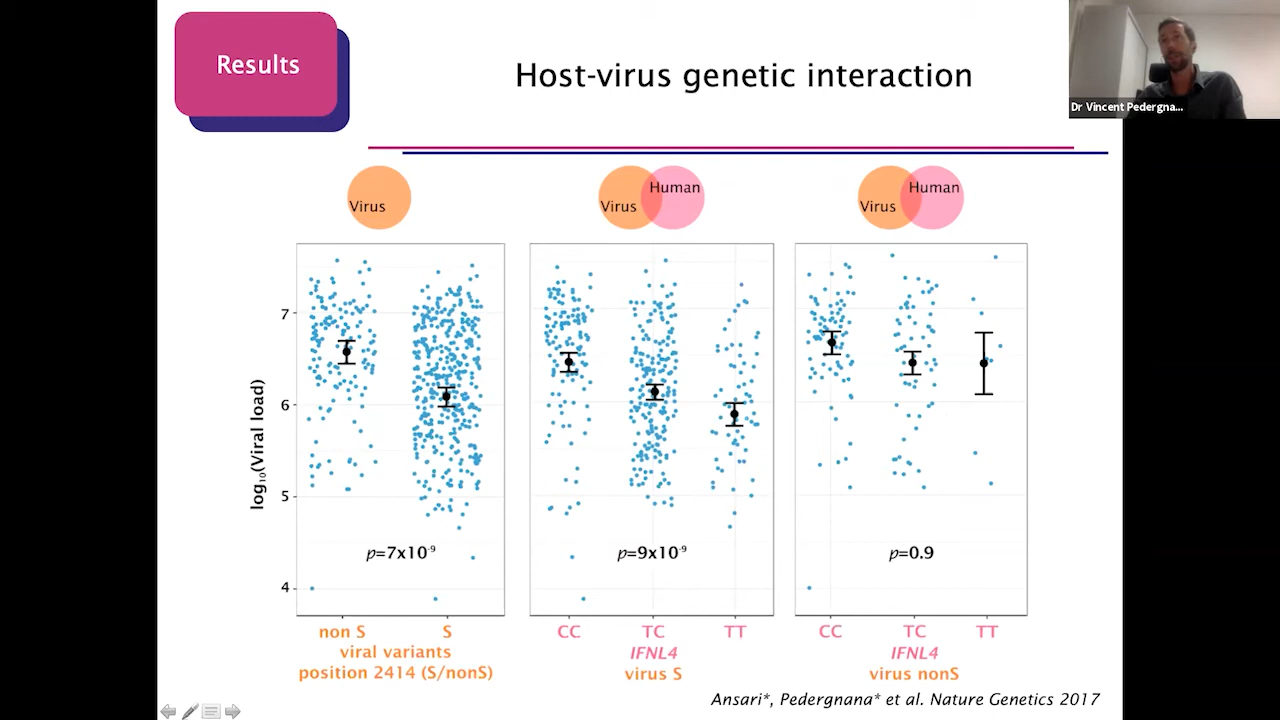 Results
Host-virus genetic interaction
Dr Vincent Pedergna...
Virus
Virus
Human
Virus
Human
log10(Viral load)
7
6
5
4
p=7x10-9
p=9x10-9
p=0.9
non S S
viral variants
position 2414 (S/nonS)
CC TC TT
IFNL4
virus S
CC TC TT
IFNL4
virus nonS
Ansari*, Pedergnana* et al. Nature Genetics 2017